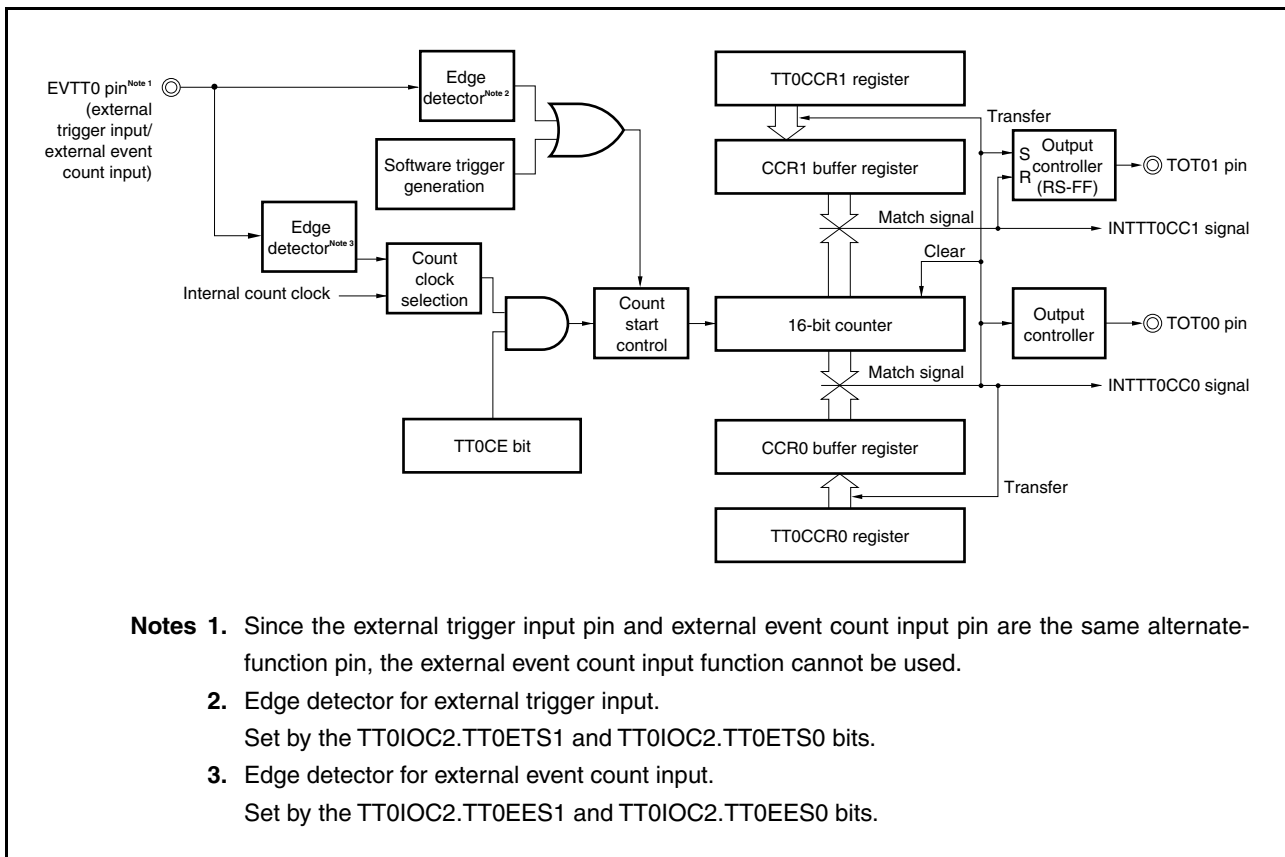 EVTT0 pin Note 1
(external
trigger input/
external event
count input)
Edge
detector Note 2
Software trigger
generation
Edge
detector Note 3
Internal count clock
Count
clock
selection
TT0CE bit
Count
start
control
TT0CCR1 register
Transfer
CCR1 buffer register
S
R
Output
controller
(RS-FF)
TOT01 pin
Match signal
INTTT0CC1 signal
Clear
16-bit counter
Output
controller
TOT00 pin
Match signal
INTTT0CC0 signal
CCR0 buffer register
Transfer
TT0CCR0 register
Notes 1. Since the external trigger input pin and external event count input pin are the same alternate-
function pin, the external event count input function cannot be used.
2. Edge detector for external trigger input.
Set by the TT0IOC2.TT0ETS1 and TT0IOC2.TT0ETS0 bits.
3. Edge detector for external event count input.
Set by the TT0IOC2.TT0EES1 and TT0IOC2.TT0EES0 bits.